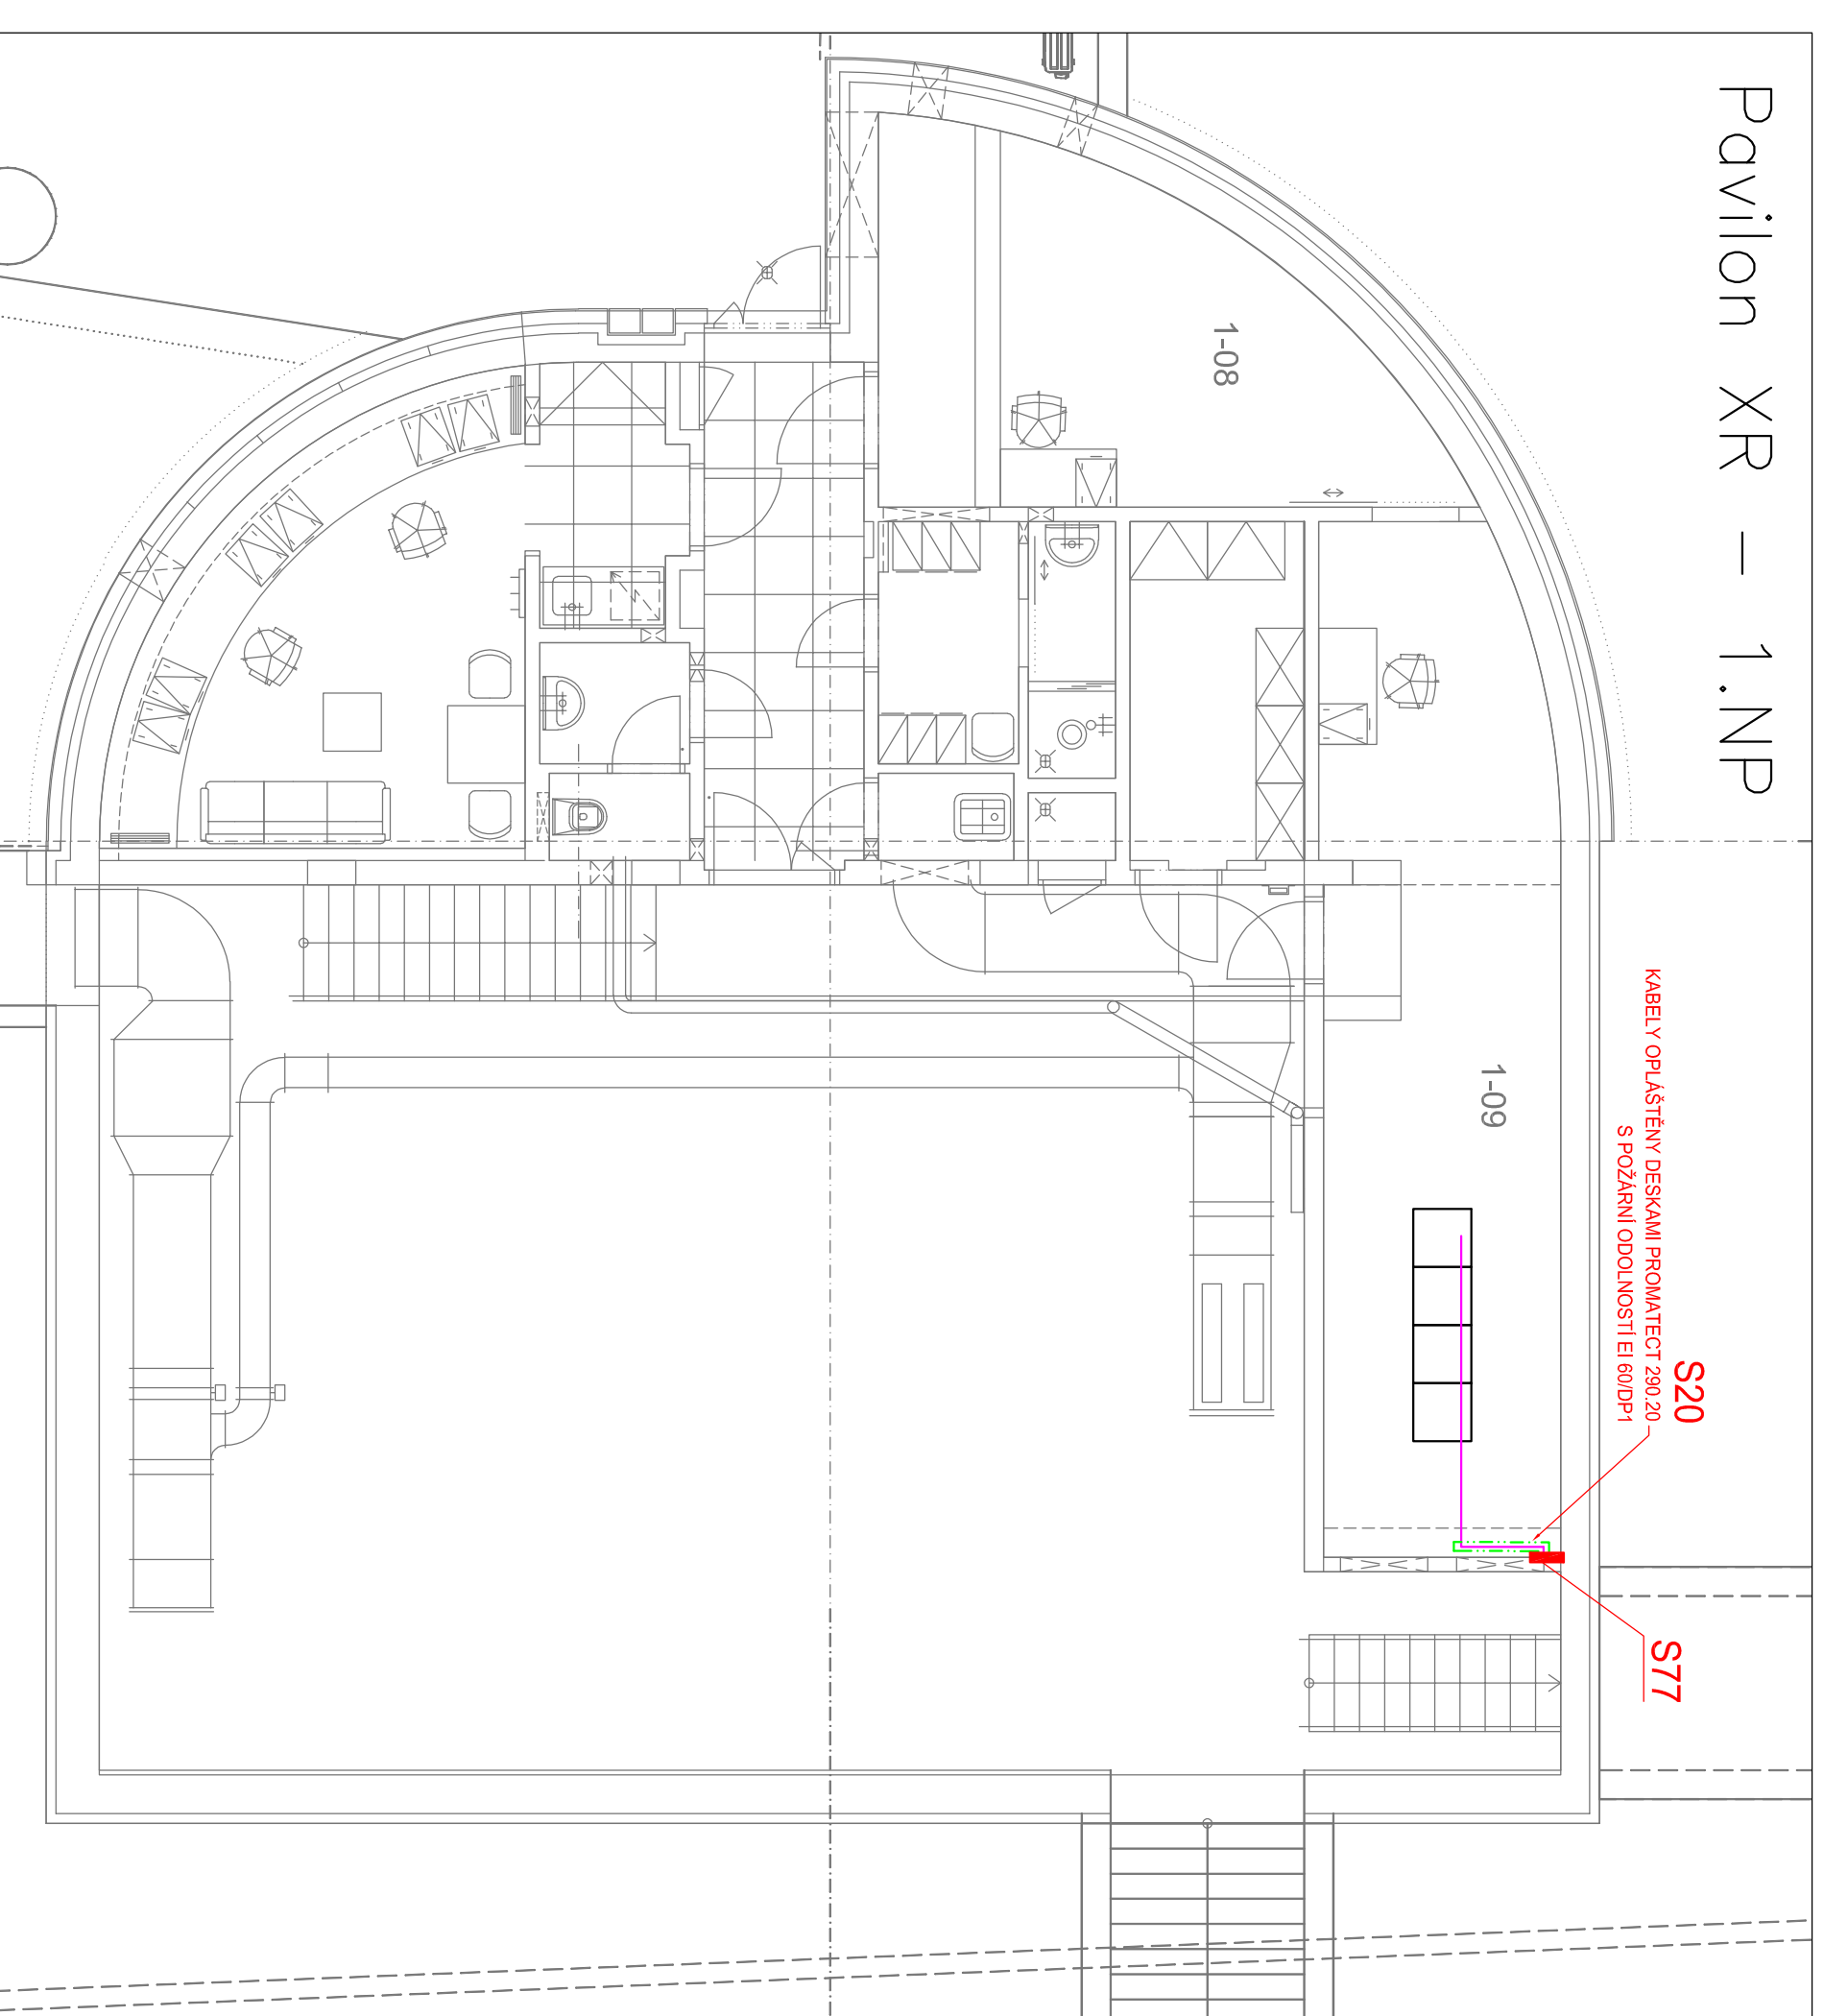 Pavilon XR – 1.NP
S20
KABELY OPLÁŠTĚNY DESKAMI PROMATECT 290.20
S POŽÁRNÍ ODOLNOSTÍ EI 60/DP1
S77
1-09
1-08